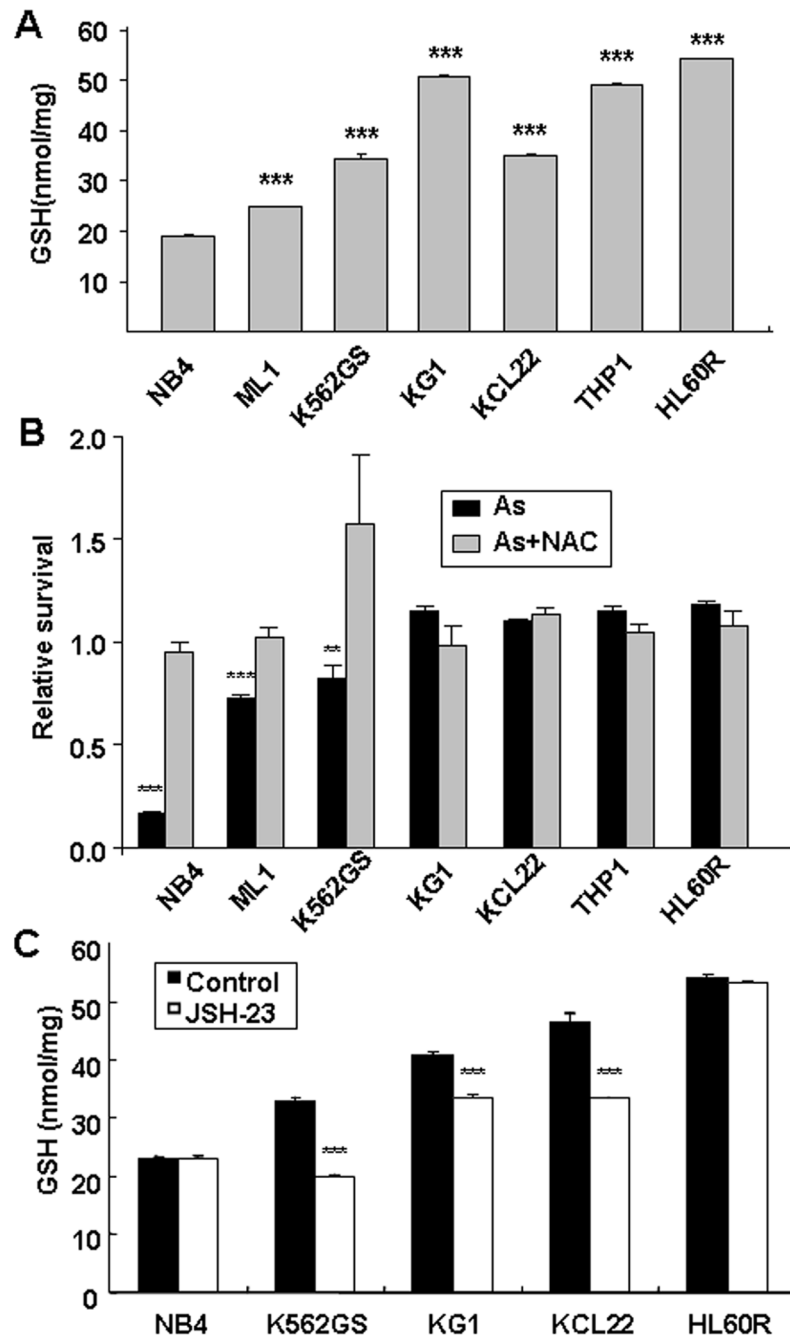 A
GSH(nmol/mg)
60
50
40
30
20
10
***
***
***
***
***
***
NB4
ML1
K562GS
KG1
KCL22
THP1
HL60R
B
Relative survival
2.0
1.5
1.0
0.5
0.0
As
As+NAC
***
***
**
NB4
ML1
K562GS
KG1
KCL22
THP1
HL60R
C
GSH (nmol/mg)
60
50
40
30
20
10
0
Control
JSH-23
***
***
***
NB4
K562GS
KG1
KCL22
HL60R